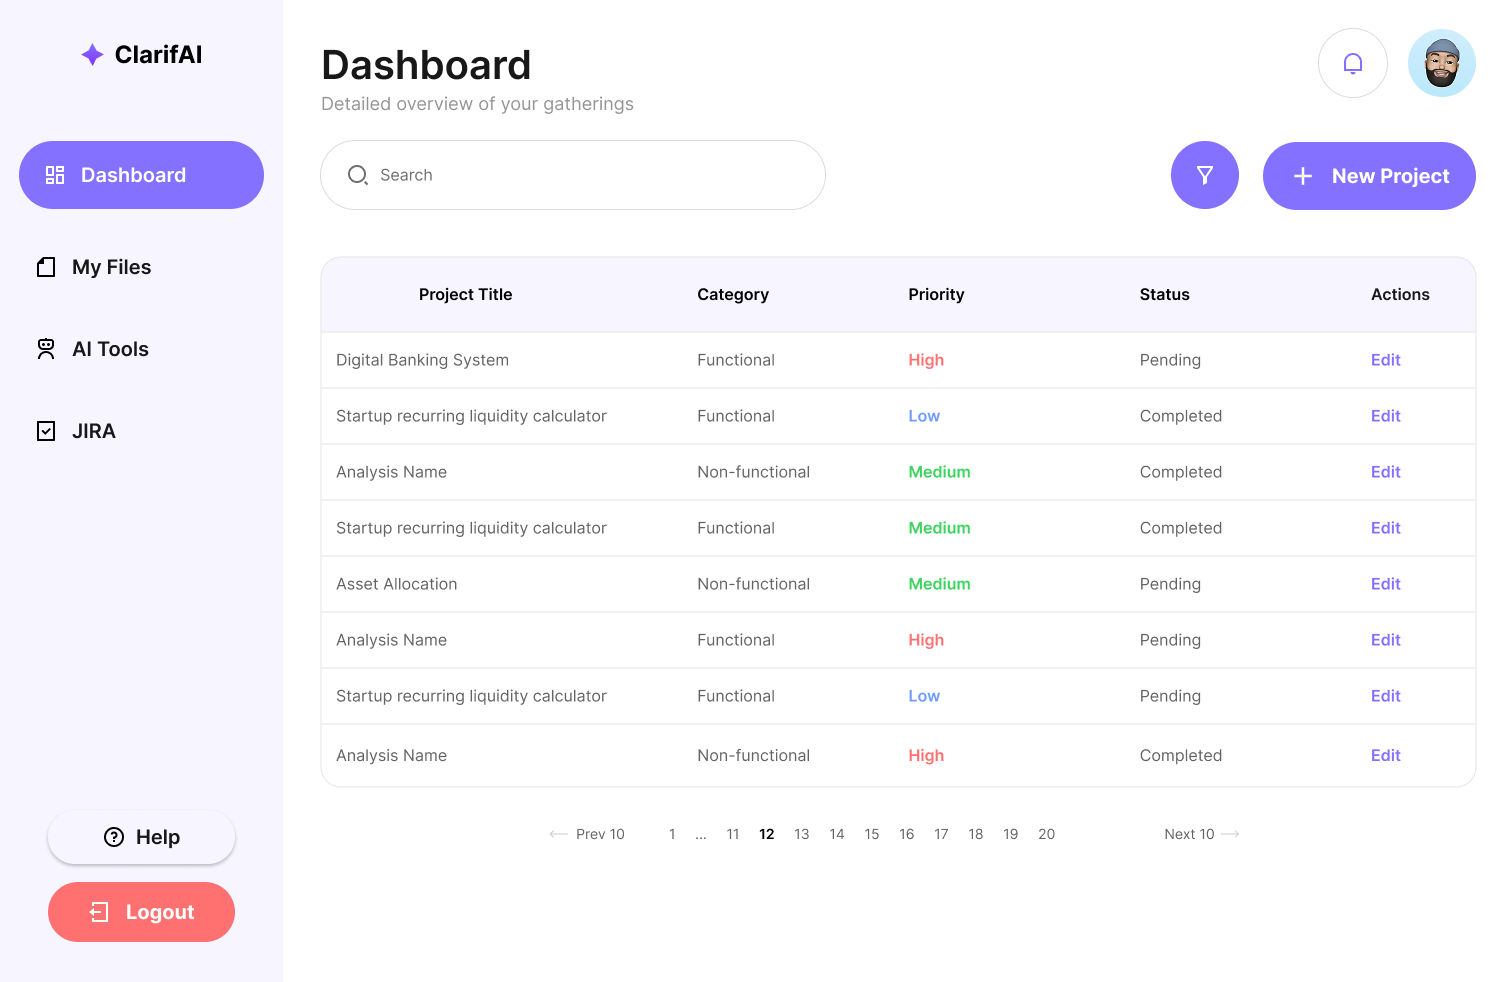 ClarifAI
Dashboard
My Files
AI Tools
JIRA
Help
Logout
Dashboard
Detailed overview of your gatherings
Search
New Project
Project Title Category Priority Status Actions
Digital Banking System Functional High Pending Edit
Startup recurring liquidity calculator Functional Low Completed Edit
Analysis Name Non-functional Medium Completed Edit
Startup recurring liquidity calculator Functional Medium Completed Edit
Asset Allocation Non-functional Medium Pending Edit
Analysis Name Functional High Pending Edit
Startup recurring liquidity calculator Functional Low Pending Edit
Analysis Name Non-functional High Completed Edit
Prev 10 1 ... 11 12 13 14 15 16 17 18 19 20 Next 10